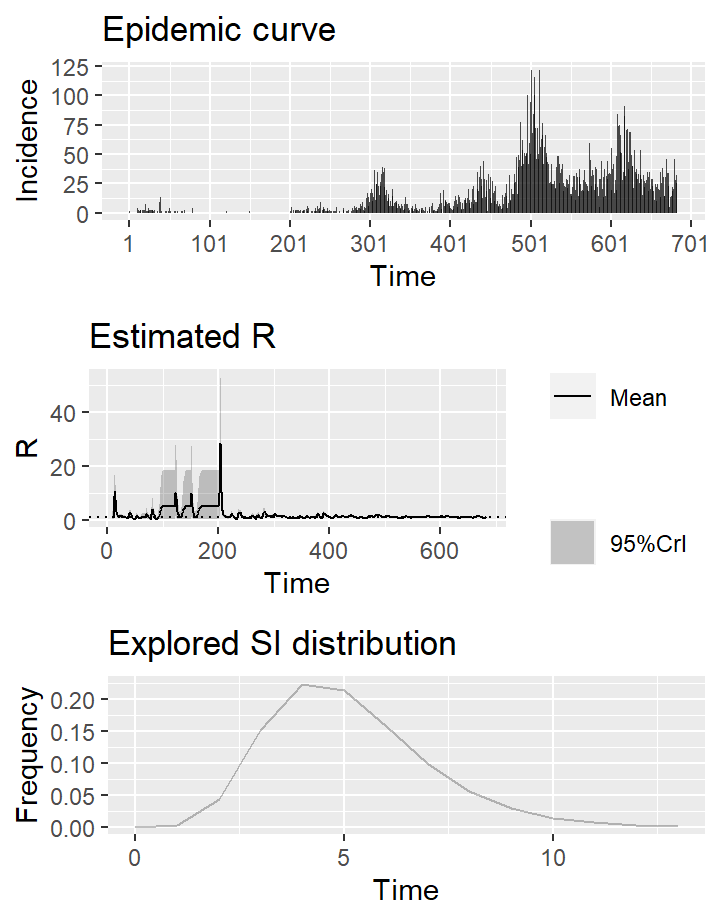 Epidemic curve
Incidence
125
100
75
50
25
0
1 101 201 301 401 501 601 701
Time
Estimated R
R
40
20
0
0 200 400 600
Time
Mean
95%CrI
Explored SI distribution
Frequency
0.20
0.15
0.10
0.05
0.00
0 5 10
Time